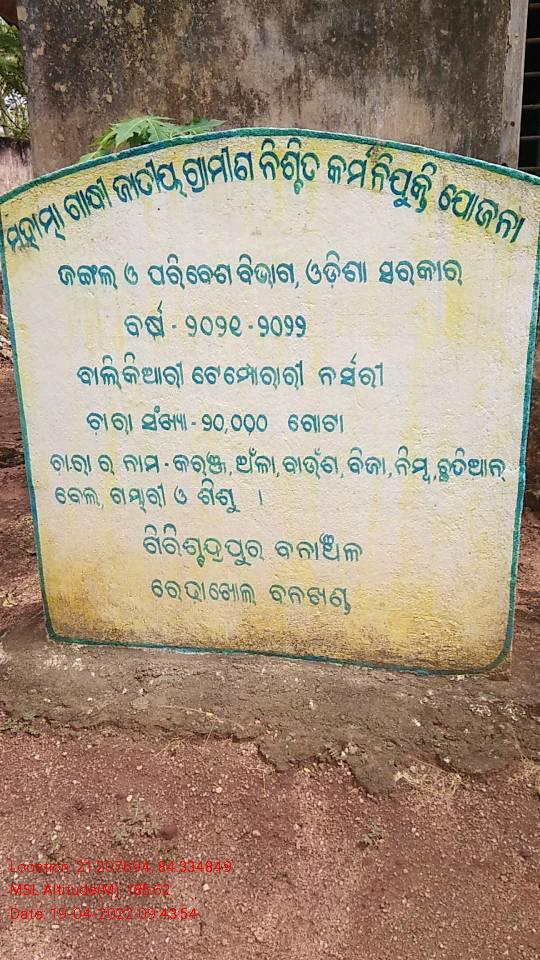 ମହାତ୍ମା ଗାନ୍ଧୀ ଜାତୀୟ ଗ୍ରାମୀଣ ନିଶ୍ଚିତ କର୍ମ ନିଯୁକ୍ତି ଯୋଜନା
ଜଙ୍ଗଲ ଓ ପରିବେଶ ବିଭାଗ, ଓଡ଼ିଶା ସରକାର
ବର୍ଷ - ୨୦୨୧ - ୨୦୨୨
ବାଲିକିଆରୀ ଟେମ୍ପୋରାରୀ ନର୍ସରୀ
ଚାରା ସଂଖ୍ୟା - ୨୦,୦୦୦ ଗୋଟା
ଚାରା ର ନାମ - କରଞ୍ଜ, ଅଁଳା, ବାଉଁଶ, ବିଜା, ନିମ୍ବ, ଛତିଆନ୍
ବେଲ, ଗମ୍ଭାରୀ ଓ ଶିଶୁ ।
ଗିରିଶ୍ଚନ୍ଦ୍ରପୁର ବନାଞ୍ଚଳ
ରେଢ଼ାଖୋଲ ବନଖଣ୍ଡ
Location: 21.207694, 84.334849
MSL Altitude(M): 185.62
Date: 19-04-2022 09:43:54